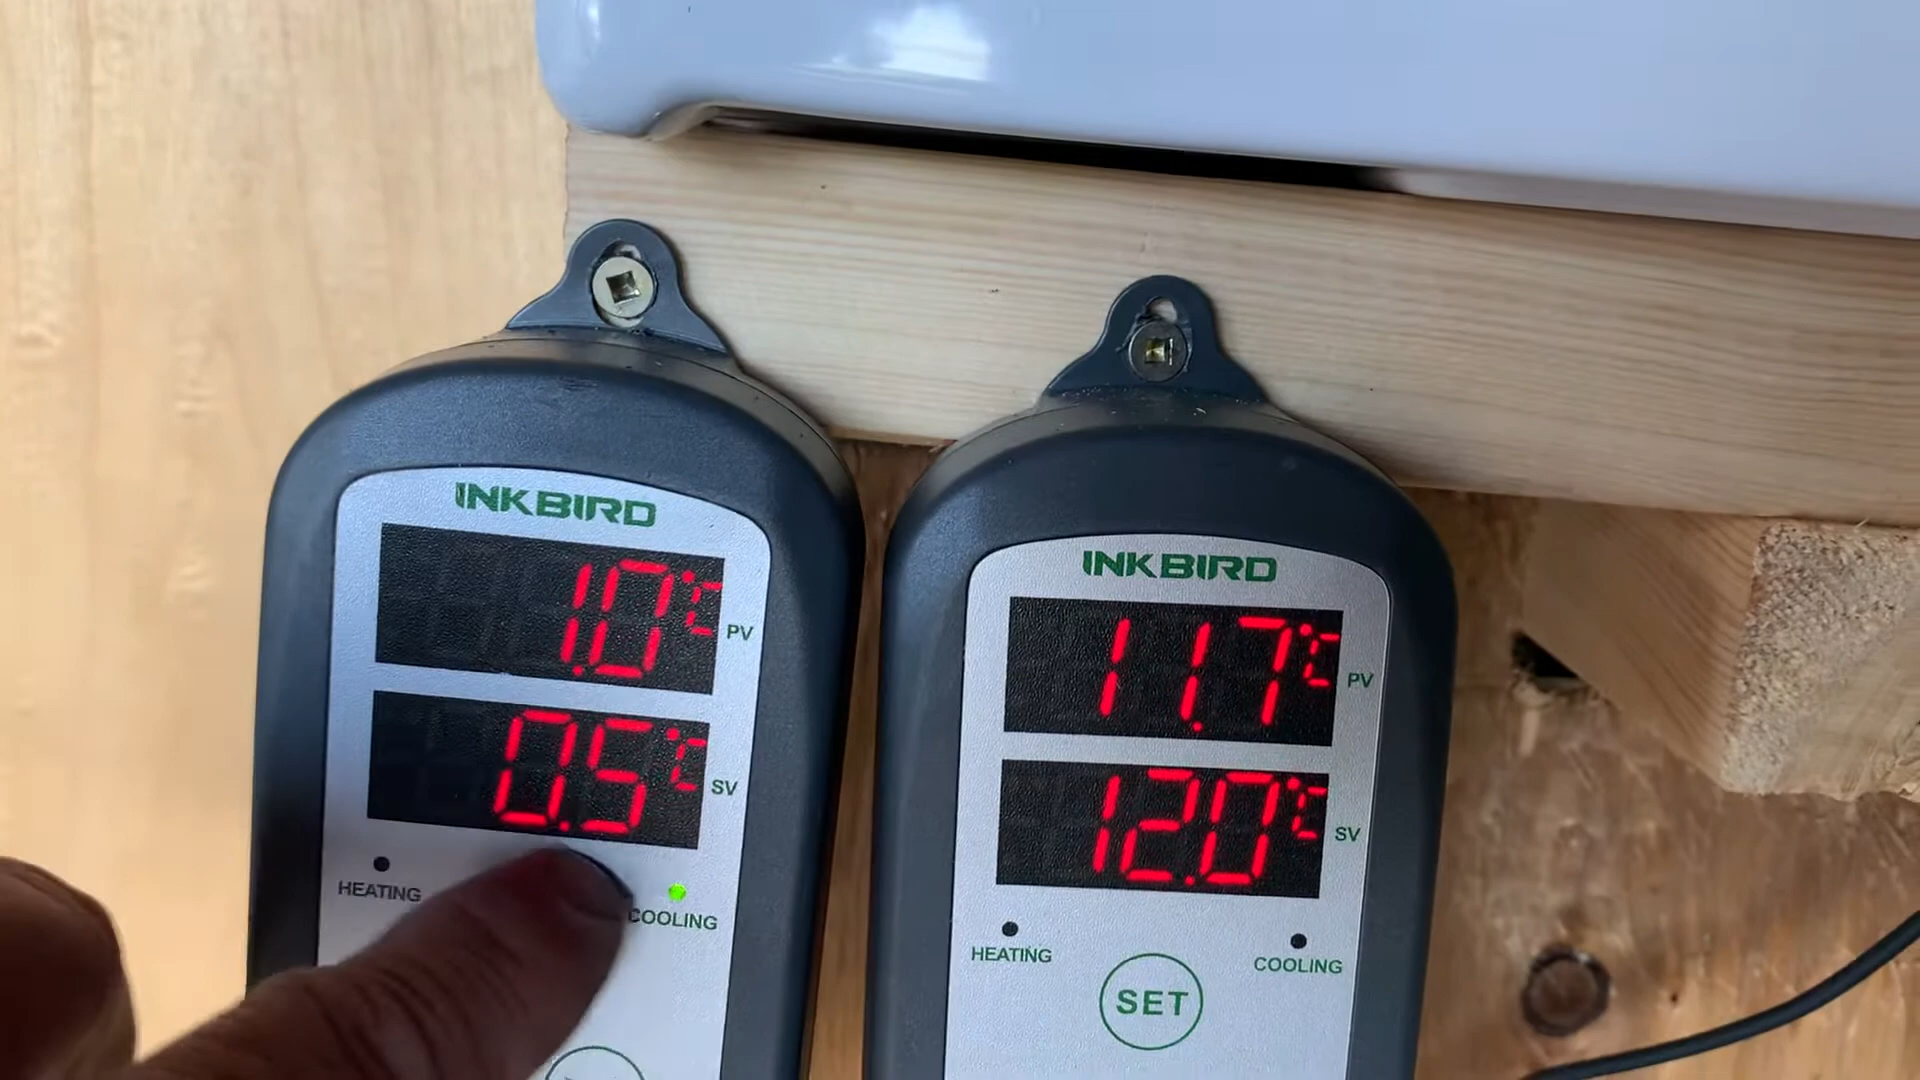 INKBIRD
1.0°C PV
0.5°C SV
HEATING
COOLING
INKBIRD
11.7°C PV
12.0°C SV
HEATING
COOLING
SET